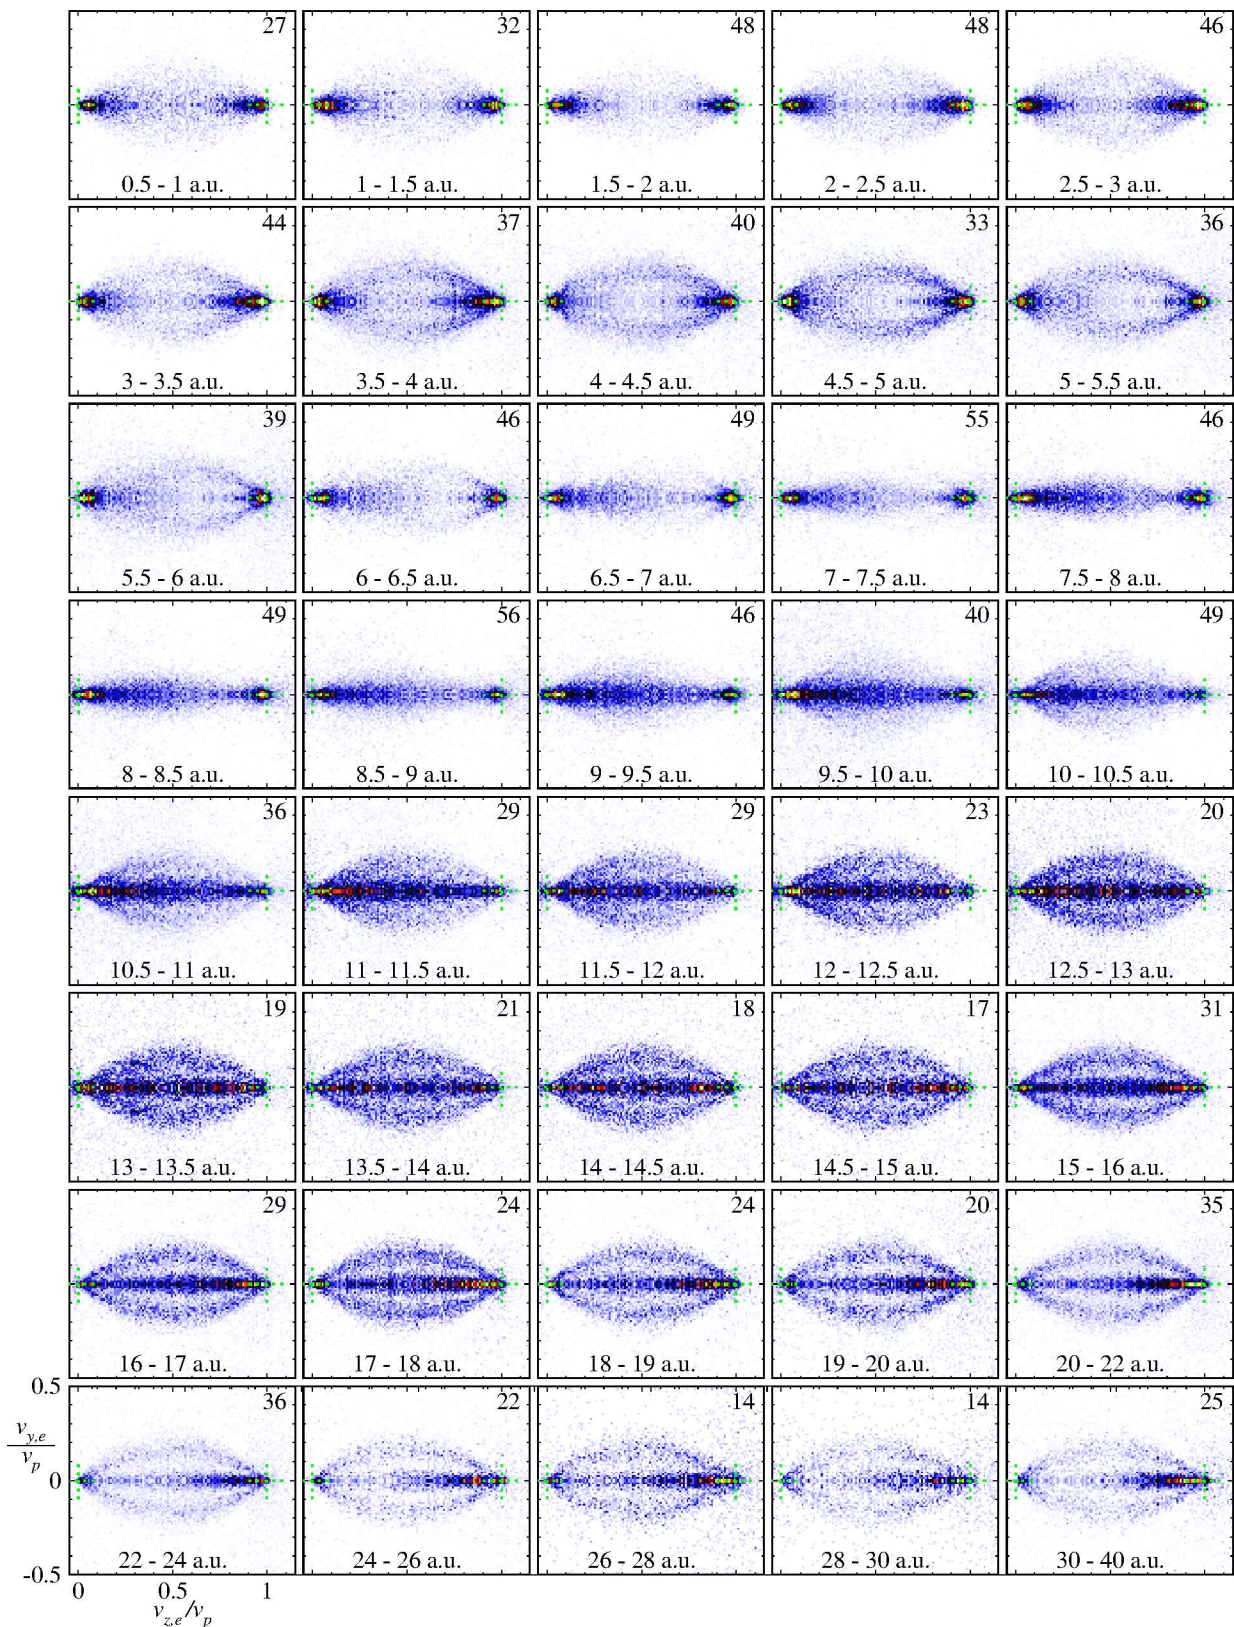 27 32 48 48 46
0.5 - 1 a.u. 1 - 1.5 a.u. 1.5 - 2 a.u. 2 - 2.5 a.u. 2.5 - 3 a.u.
44 37 40 33 36
3 - 3.5 a.u. 3.5 - 4 a.u. 4 - 4.5 a.u. 4.5 - 5 a.u. 5 - 5.5 a.u.
39 46 49 55 46
5.5 - 6 a.u. 6 - 6.5 a.u. 6.5 - 7 a.u. 7 - 7.5 a.u. 7.5 - 8 a.u.
49 56 46 40 49
8 - 8.5 a.u. 8.5 - 9 a.u. 9 - 9.5 a.u. 9.5 - 10 a.u. 10 - 10.5 a.u.
36 29 29 23 20
10.5 - 11 a.u. 11 - 11.5 a.u. 11.5 - 12 a.u. 12 - 12.5 a.u. 12.5 - 13 a.u.
19 21 18 17 31
13 - 13.5 a.u. 13.5 - 14 a.u. 14 - 14.5 a.u. 14.5 - 15 a.u. 15 - 16 a.u.
29 24 24 20 35
16 - 17 a.u. 17 - 18 a.u. 18 - 19 a.u. 19 - 20 a.u. 20 - 22 a.u.
0.5 36 22 14 14 25
v_{y,e}
v_p
0
22 - 24 a.u. 24 - 26 a.u. 26 - 28 a.u. 28 - 30 a.u. 30 - 40 a.u.
-0.5
0 0.5 1
v_{z,e}/v_p